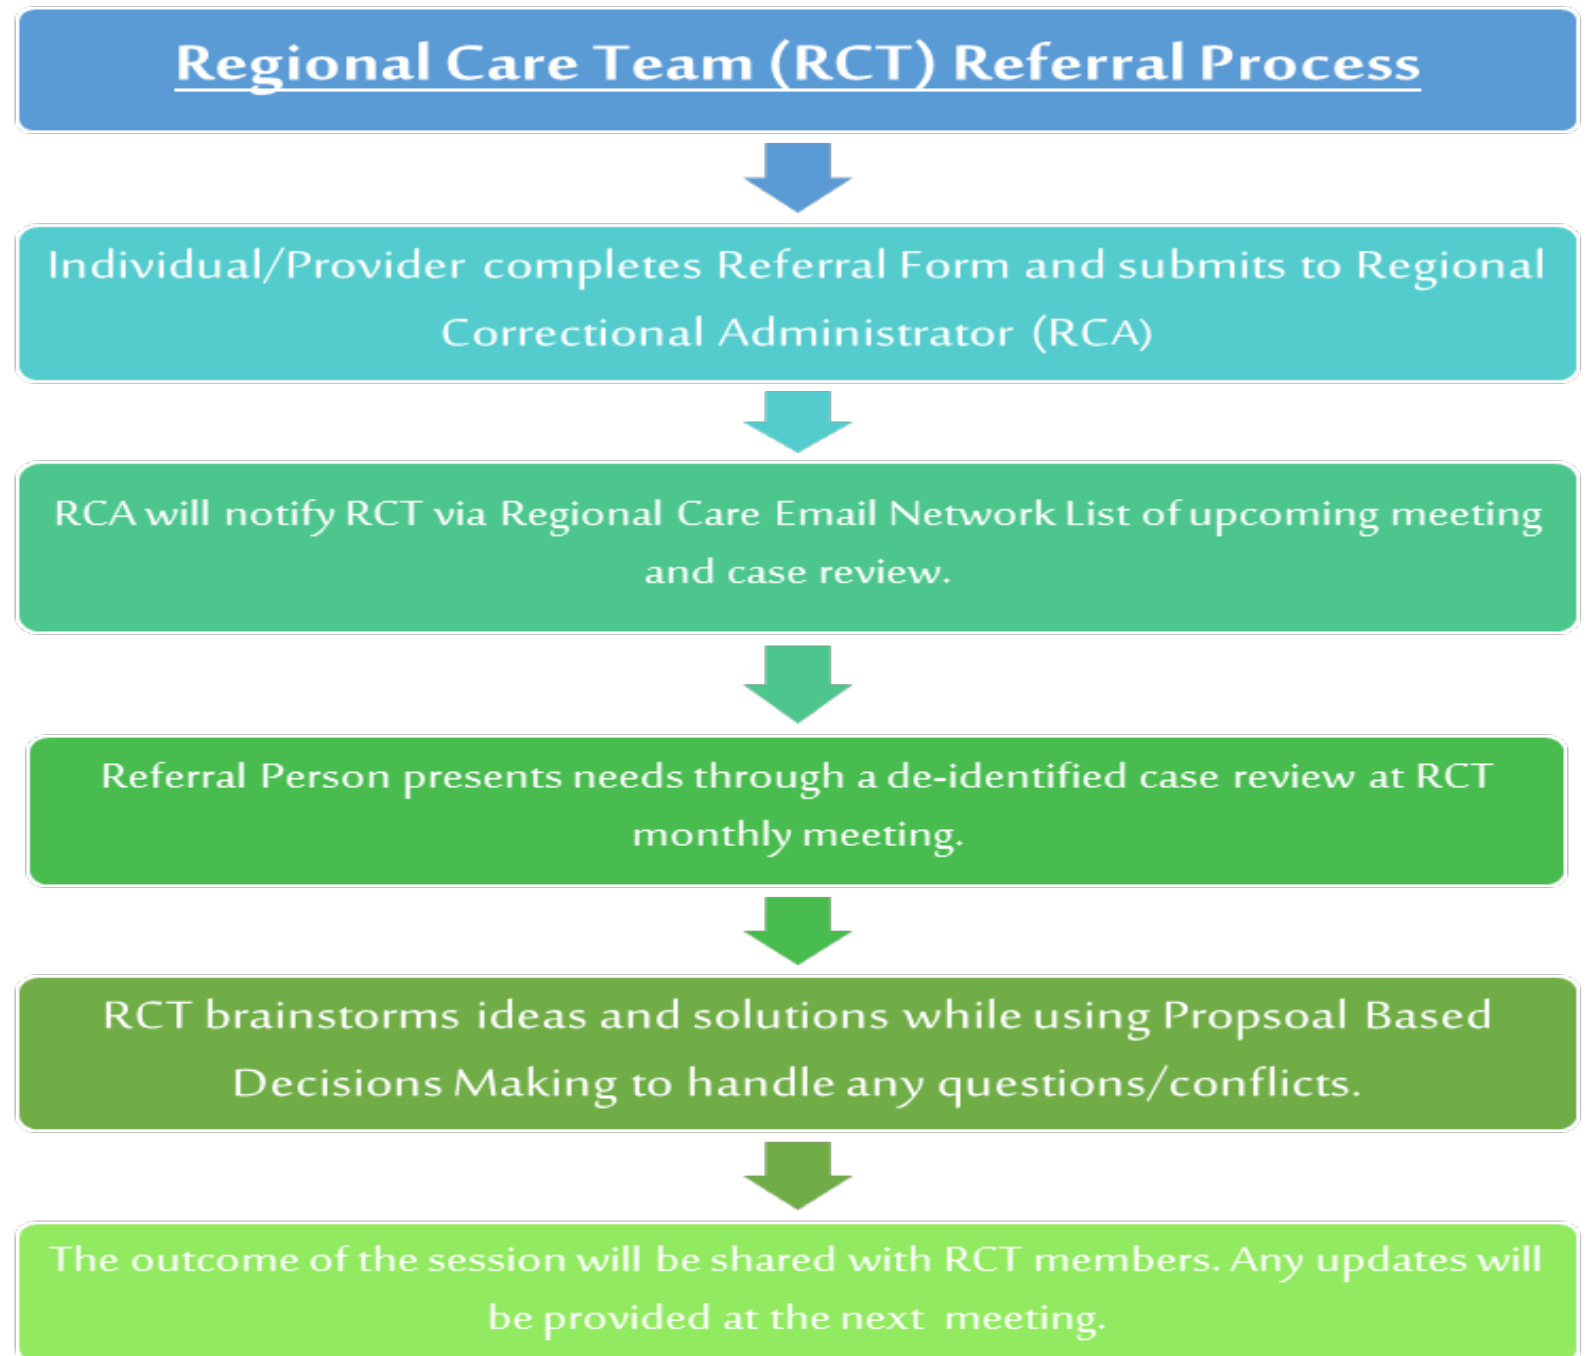 Regional Care Team (RCT) Referral Process
Individual/Provider completes Referral Form and submits to Regional
Correctional Administrator (RCA)
RCA will notify RCT via Regional Care Email Network List of upcoming meeting
and case review.
Referral Person presents needs through a de-identified case review at RCT
monthly meeting.
RCT brainstorms ideas and solutions while using Propsoal Based
Decisions Making to handle any questions/conflicts.
The outcome of the session will be shared with RCT members. Any updates will
be provided at the next meeting.